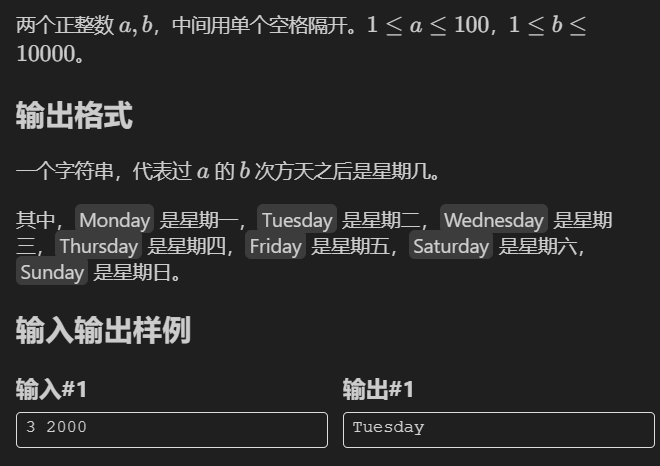 两个正整数 a, b，中间用单个空格隔开。1 ≤ a ≤ 100，1 ≤ b ≤
10000。
输出格式
一个字符串，代表过 a 的 b 次方天之后是星期几。
其中，Monday 是星期一，Tuesday 是星期二，Wednesday 是星期
三，Thursday 是星期四，Friday 是星期五，Saturday 是星期六，
Sunday 是星期日。
输入输出样例
输入#1 输出#1
3 2000 Tuesday